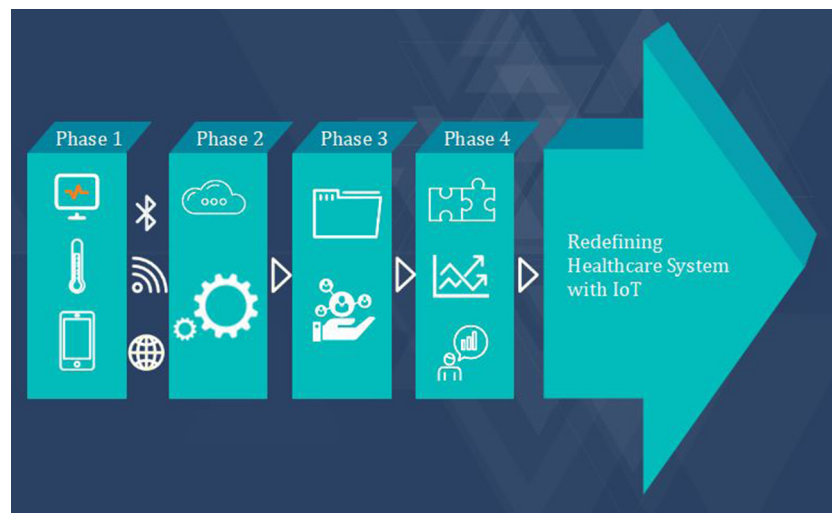 Phase 1
Phase 2
Phase 3
Phase 4
Redefining
Healthcare System
with IoT